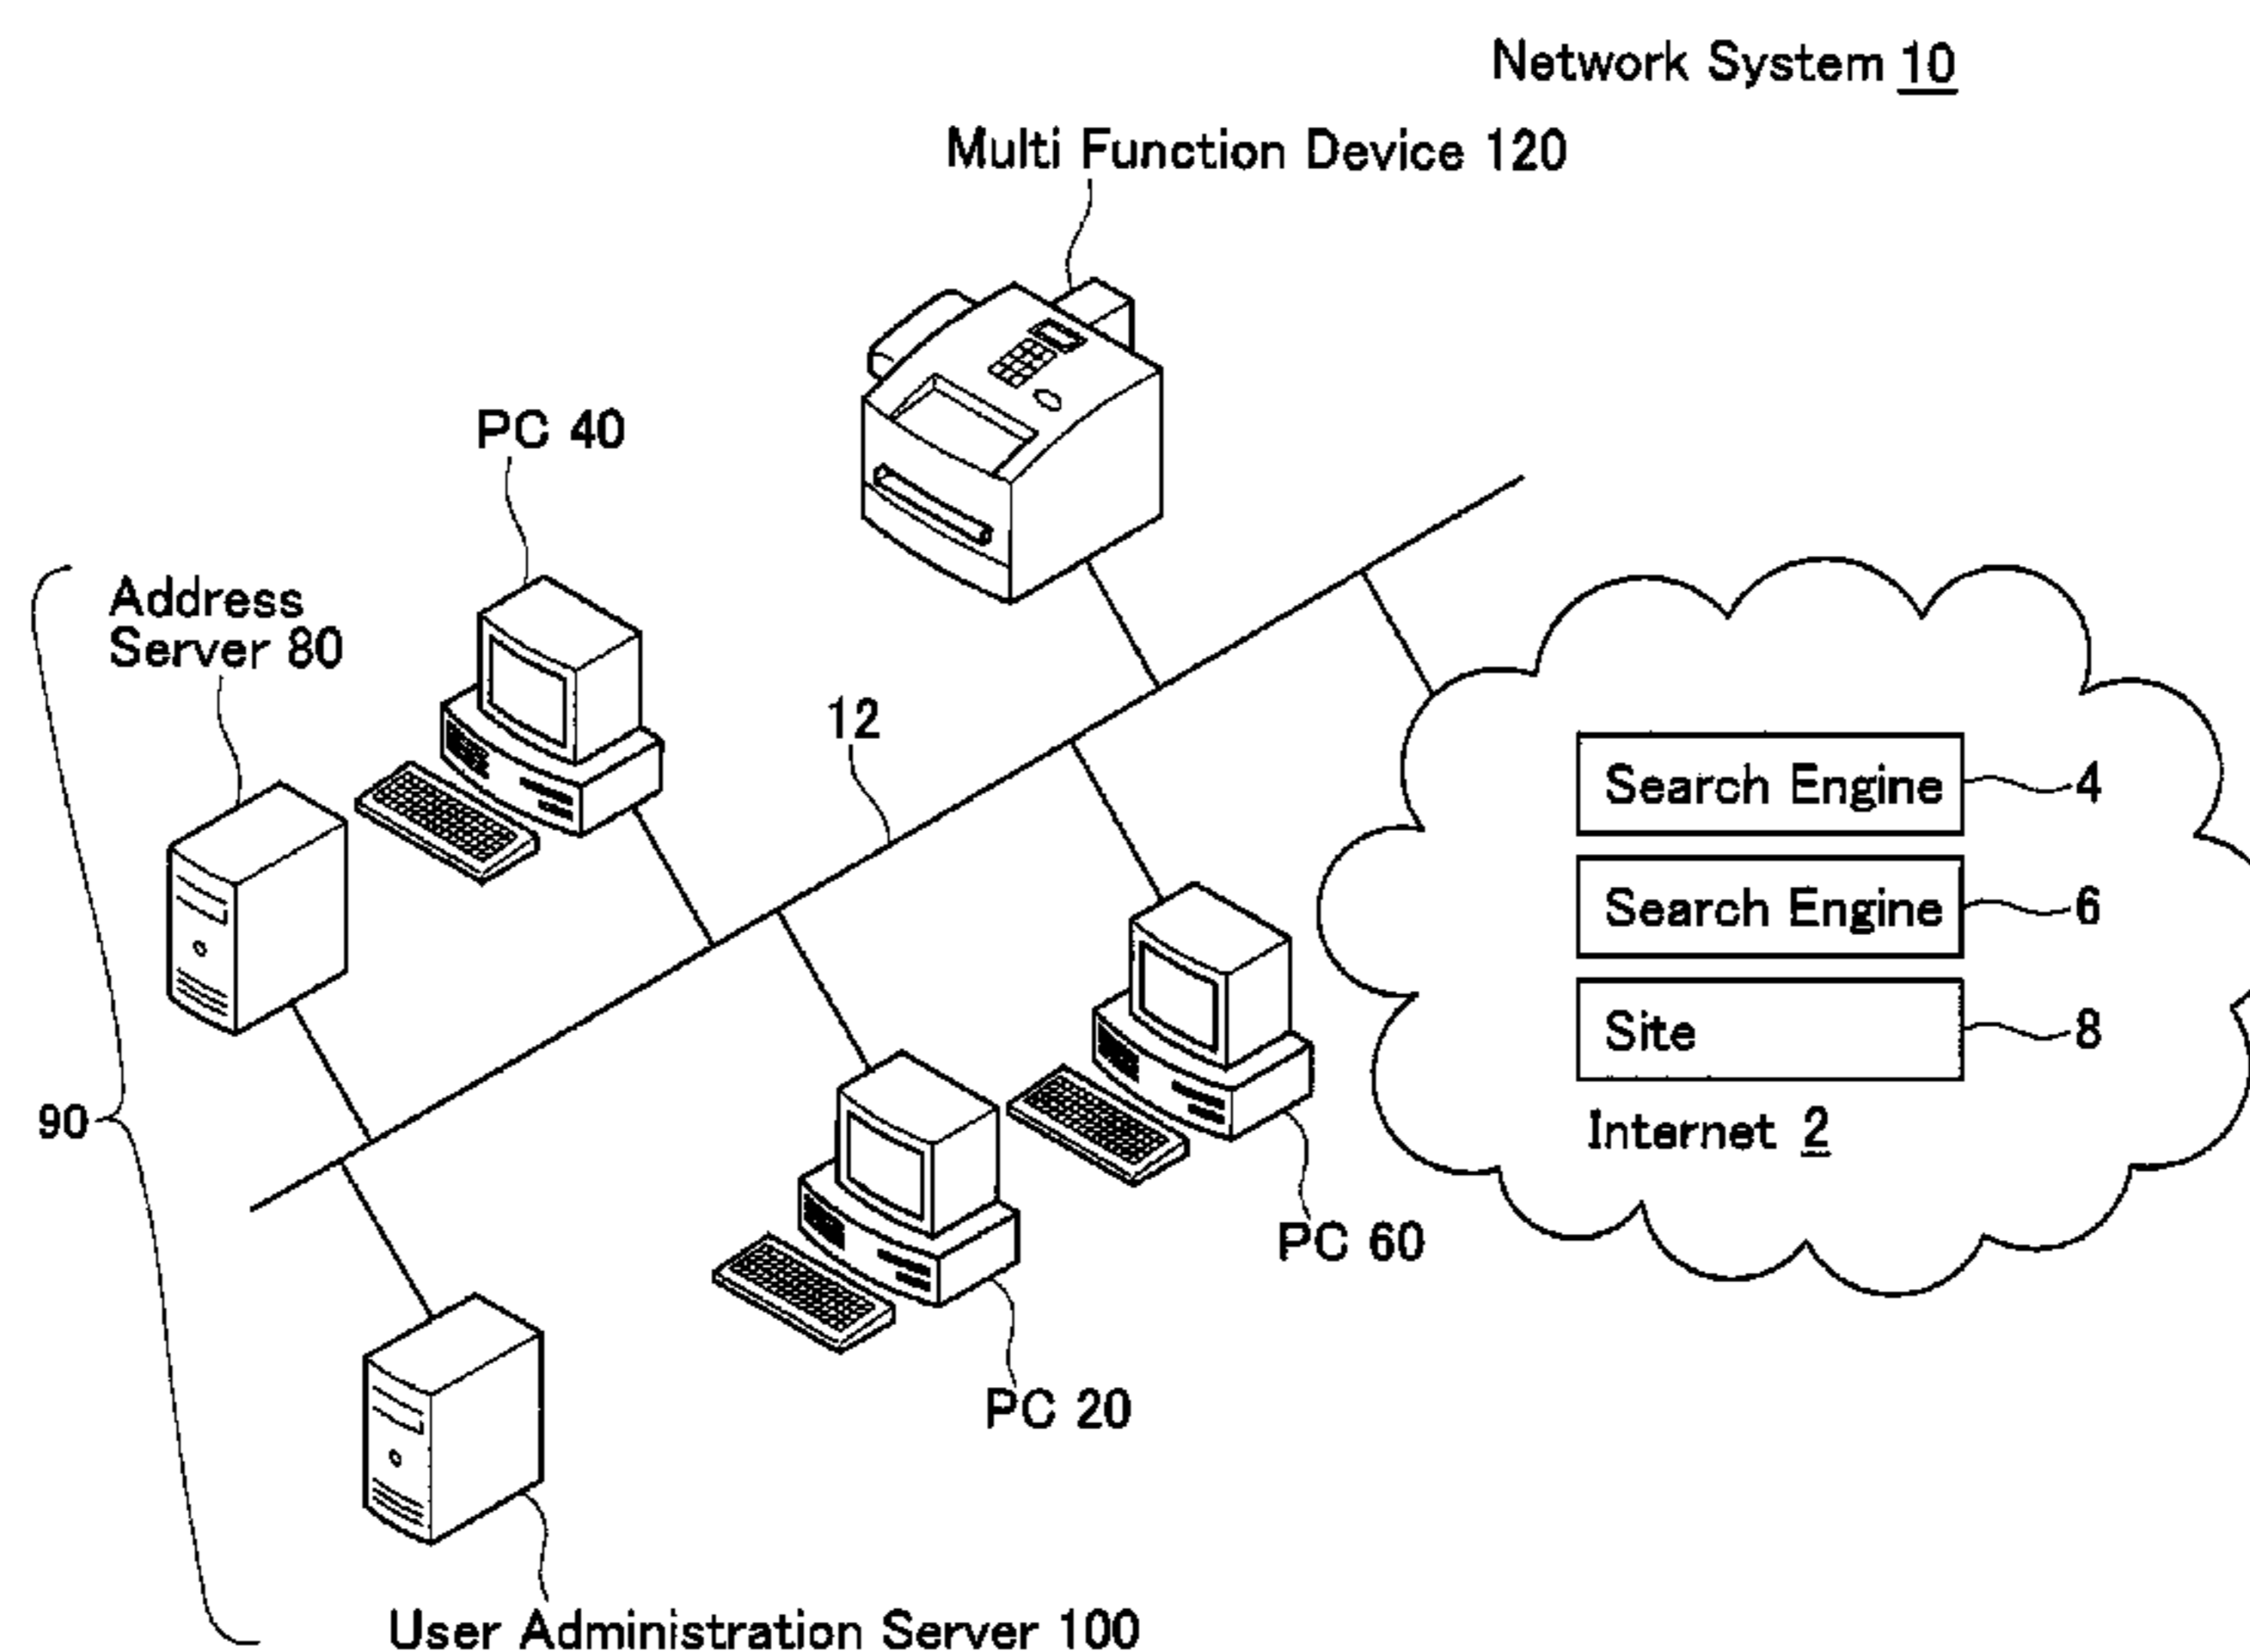 Network System 10
Multi Function Device 120
PC 40
Address
Server 80
12
Search Engine 4
Search Engine 6
Site 8
Internet 2
90
PC 60
PC 20
User Administration Server 100